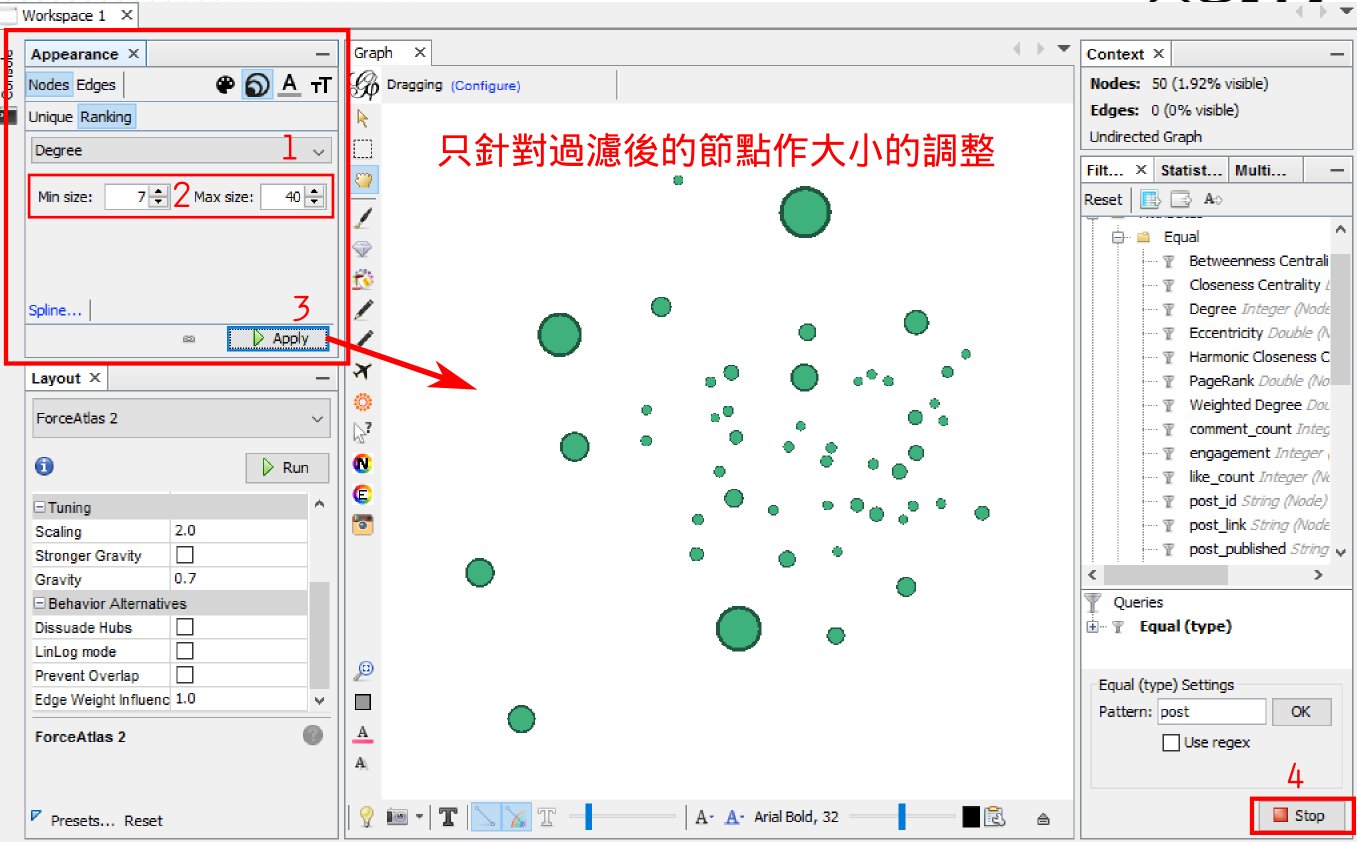 Workspace 1
Console
Appearance
Nodes Edges
Unique Ranking
Degree
1
Min size: 7 2 Max size: 40
Spline...
3
Apply
Layout
ForceAtlas 2
Run
Tuning
Scaling 2.0
Stronger Gravity
Gravity 0.7
Behavior Alternatives
Dissuade Hubs
LinLog mode
Prevent Overlap
Edge Weight Influenc 1.0
ForceAtlas 2
Presets... Reset
Graph
Dragging (Configure)
只針對過濾後的節點作大小的調整
Arial Bold, 32
Context
Nodes: 50 (1.92% visible)
Edges: 0 (0% visible)
Undirected Graph
Filt... Statist... Multi...
Reset
Equal
Betweenness Centrali
Closeness Centrality
Degree Integer (Node
Eccentricity Double (N
Harmonic Closeness C
PageRank Double (No
Weighted Degree Dou
comment_count Integ
engagement Integer
like_count Integer (No
post_id String (Node)
post_link String (Node
post_published String
Queries
Equal (type)
Equal (type) Settings
Pattern: post OK
Use regex
4
Stop